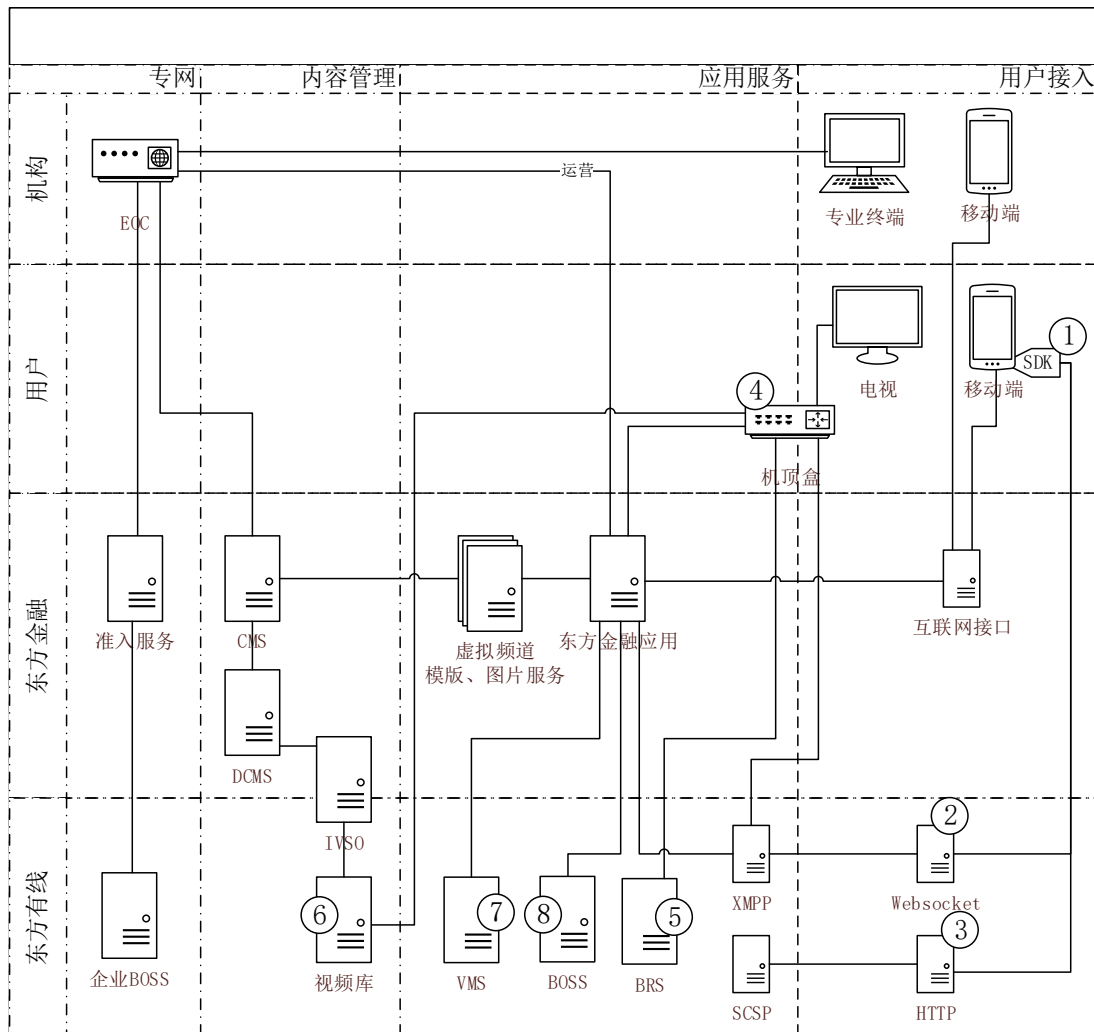 专网 内容管理 应用服务 用户接入
机构
EOC
运营
专业终端
移动端
用户
电视
移动端
SDK
①
④
机顶盒
东方金融
准入服务
CMS
虚拟频道
模版、图片服务
东方金融应用
互联网接口
DCMS
IVSO
东方有线
企业BOSS
⑥
视频库
⑦
VMS
⑧
BOSS
⑤
BRS
XMPP
②
Websocket
SCSP
③
HTTP